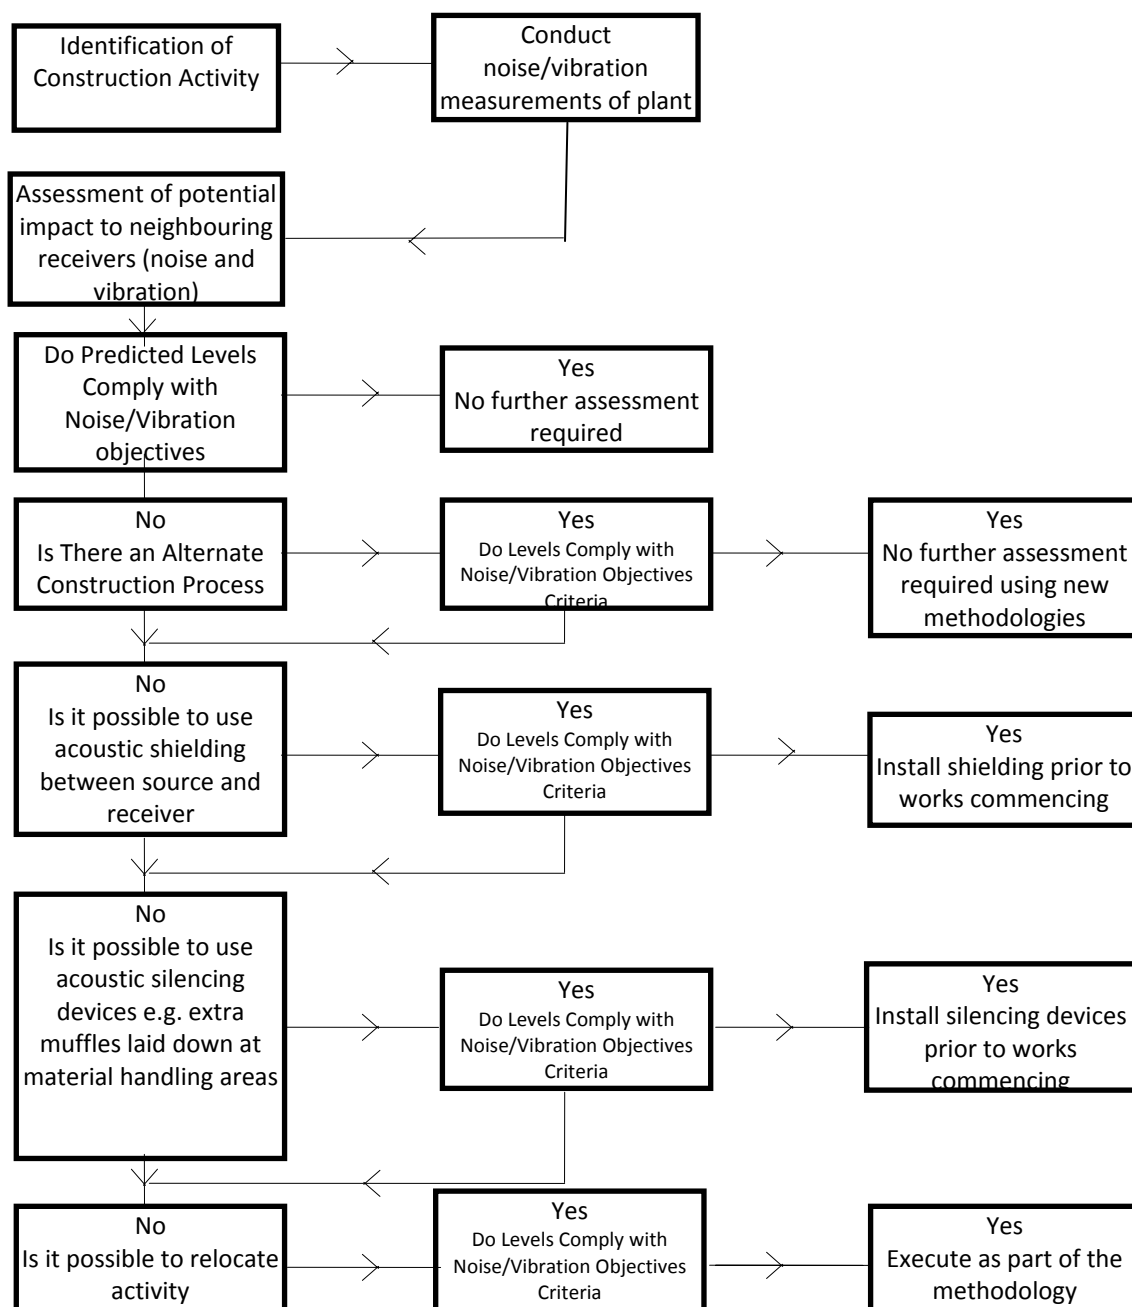 Identification of
Construction Activity
Conduct
noise/vibration
measurements of plant
Assessment of potential
impact to neighbouring
receivers (noise and
vibration)
Do Predicted Levels
Comply with
Noise/Vibration
objectives
Yes
No further assessment
required
No
Is There an Alternate
Construction Process
Yes
Do Levels Comply with
Noise/Vibration Objectives
Criteria
Yes
No further assessment
required using new
methodologies
No
Is it possible to use
acoustic shielding
between source and
receiver
Yes
Do Levels Comply with
Noise/Vibration Objectives
Criteria
Yes
Install shielding prior to
works commencing
No
Is it possible to use
acoustic silencing
devices e.g. extra
muffles laid down at
material handling areas
Yes
Do Levels Comply with
Noise/Vibration Objectives
Criteria
Yes
Install silencing devices
prior to works
commencing
No
Is it possible to relocate
activity
Yes
Do Levels Comply with
Noise/Vibration Objectives
Criteria
Yes
Execute as part of the
methodology